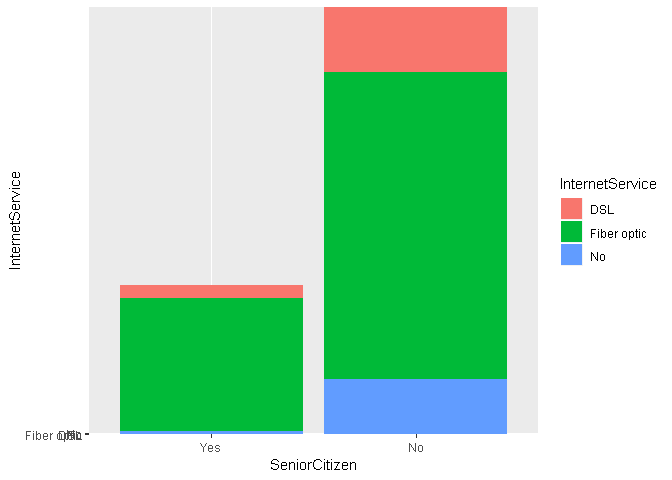 InternetService
InternetService
DSL
Fiber optic
No
Yes
No
SeniorCitizen